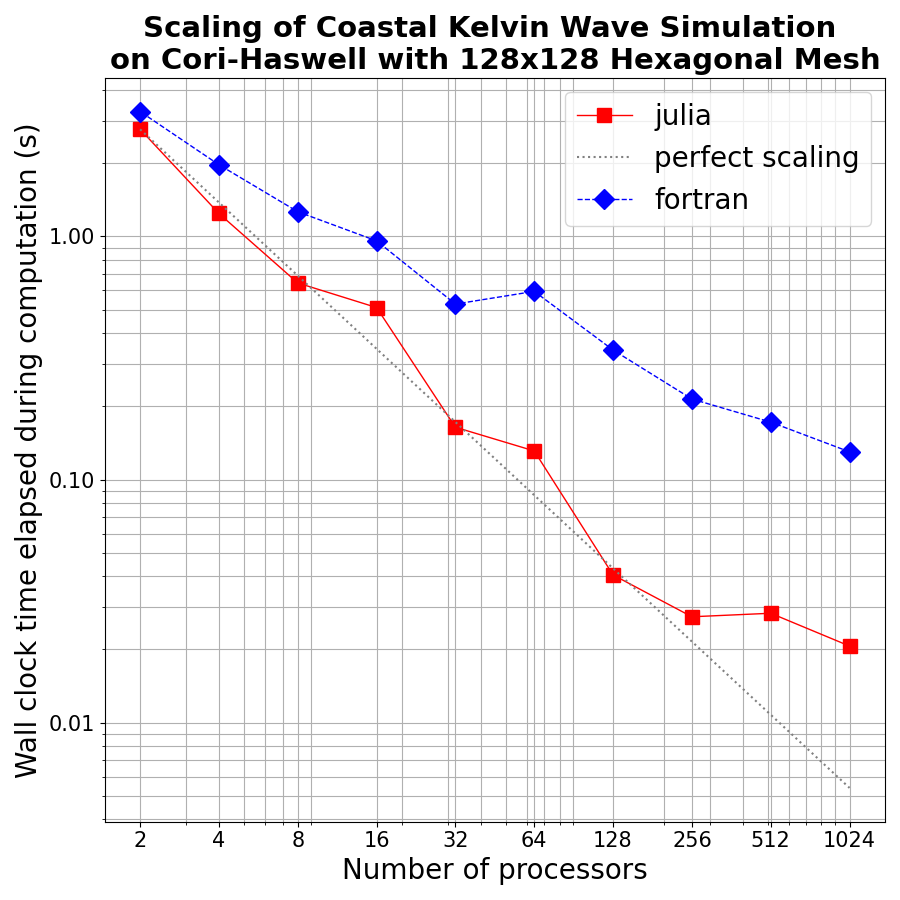 Scaling of Coastal Kelvin Wave Simulation
on Cori-Haswell with 128x128 Hexagonal Mesh
julia
perfect scaling
fortran
Wall clock time elapsed during computation (s)
1.00
0.10
0.01
2 4 8 16 32 64 128 256 512 1024
Number of processors